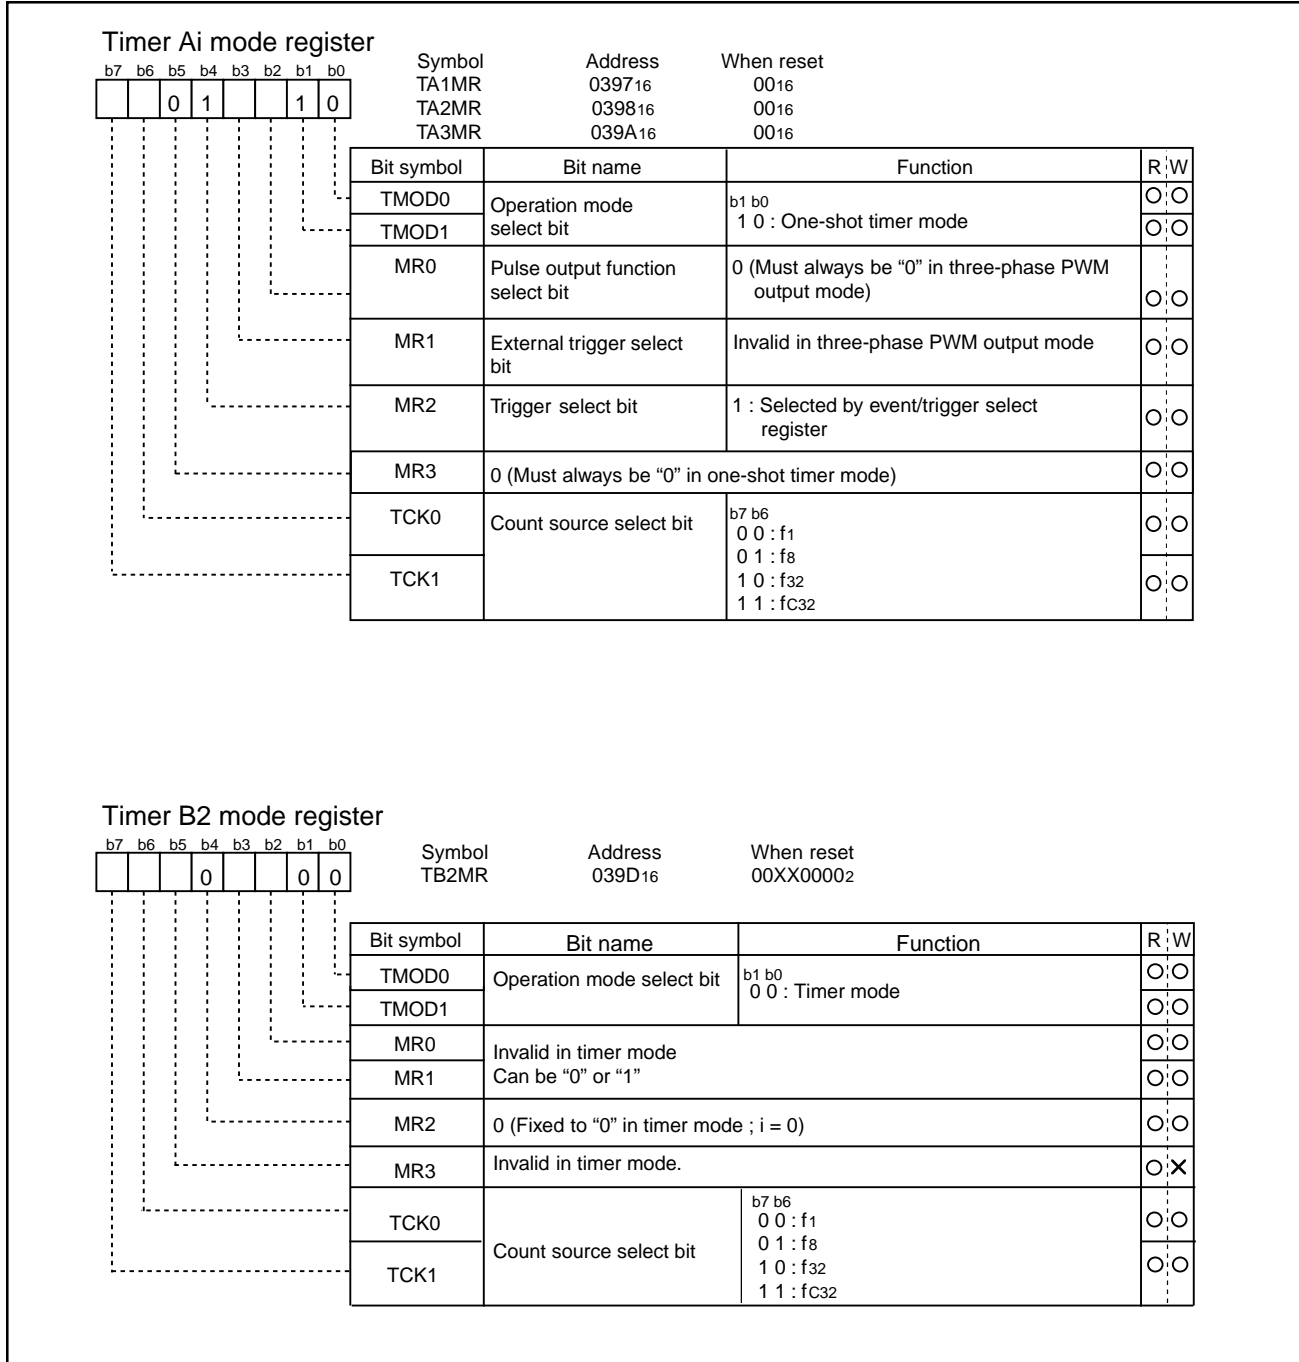 Timer Ai mode register
Symbol Address When reset
b7 b6 b5 b4 b3 b2 b1 b0
TA1MR 039716 0016
0 1 1 0
TA2MR 039816 0016
TA3MR 039A16 0016
Bit symbol Bit name Function R W
TMOD0 Operation mode select bit b1 b0
1 0 : One-shot timer mode
TMOD1
MR0 Pulse output function select bit 0 (Must always be “0” in three-phase PWM output mode)
MR1 External trigger select bit Invalid in three-phase PWM output mode
MR2 Trigger select bit 1 : Selected by event/trigger select register
MR3 0 (Must always be “0” in one-shot timer mode)
TCK0 Count source select bit b7 b6
0 0 : f1
0 1 : f8
TCK1 1 0 : f32
1 1 : fC32
Timer B2 mode register
b7 b6 b5 b4 b3 b2 b1 b0
Symbol Address When reset
0 0 0
TB2MR 039D16 00XX00002
Bit symbol Bit name Function R W
TMOD0 Operation mode select bit b1 b0
0 0 : Timer mode
TMOD1
MR0 Invalid in timer mode
MR1 Can be “0” or “1”
MR2 0 (Fixed to “0” in timer mode ; i = 0)
MR3 Invalid in timer mode.
b7 b6
TCK0 0 0 : f1
0 1 : f8
Count source select bit
TCK1 1 0 : f32
1 1 : fC32